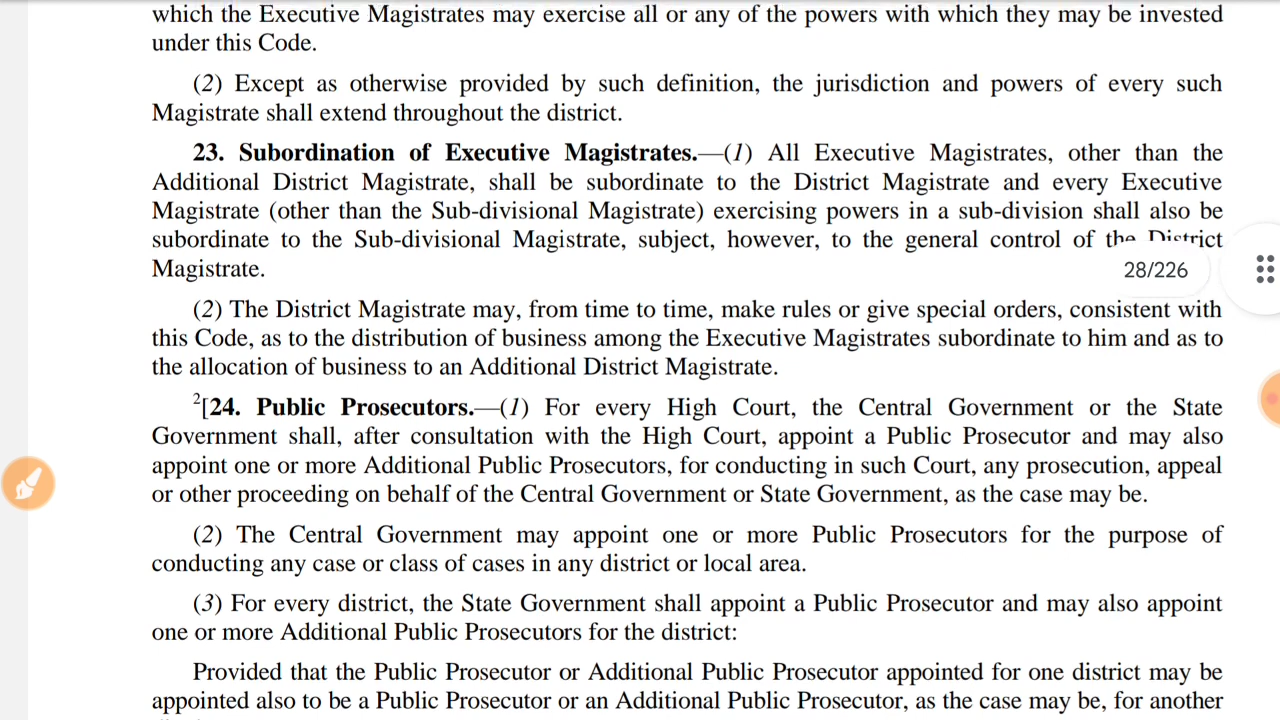 which the Executive Magistrates may exercise all or any of the powers with which they may be invested
under this Code.
(2) Except as otherwise provided by such definition, the jurisdiction and powers of every such
Magistrate shall extend throughout the district.
23. Subordination of Executive Magistrates.—(1) All Executive Magistrates, other than the
Additional District Magistrate, shall be subordinate to the District Magistrate and every Executive
Magistrate (other than the Sub-divisional Magistrate) exercising powers in a sub-division shall also be
subordinate to the Sub-divisional Magistrate, subject, however, to the general control of the District
Magistrate.
28/226
(2) The District Magistrate may, from time to time, make rules or give special orders, consistent with
this Code, as to the distribution of business among the Executive Magistrates subordinate to him and as to
the allocation of business to an Additional District Magistrate.
2[24. Public Prosecutors.—(1) For every High Court, the Central Government or the State
Government shall, after consultation with the High Court, appoint a Public Prosecutor and may also
appoint one or more Additional Public Prosecutors, for conducting in such Court, any prosecution, appeal
or other proceeding on behalf of the Central Government or State Government, as the case may be.
(2) The Central Government may appoint one or more Public Prosecutors for the purpose of
conducting any case or class of cases in any district or local area.
(3) For every district, the State Government shall appoint a Public Prosecutor and may also appoint
one or more Additional Public Prosecutors for the district:
Provided that the Public Prosecutor or Additional Public Prosecutor appointed for one district may be
appointed also to be a Public Prosecutor or an Additional Public Prosecutor, as the case may be, for another